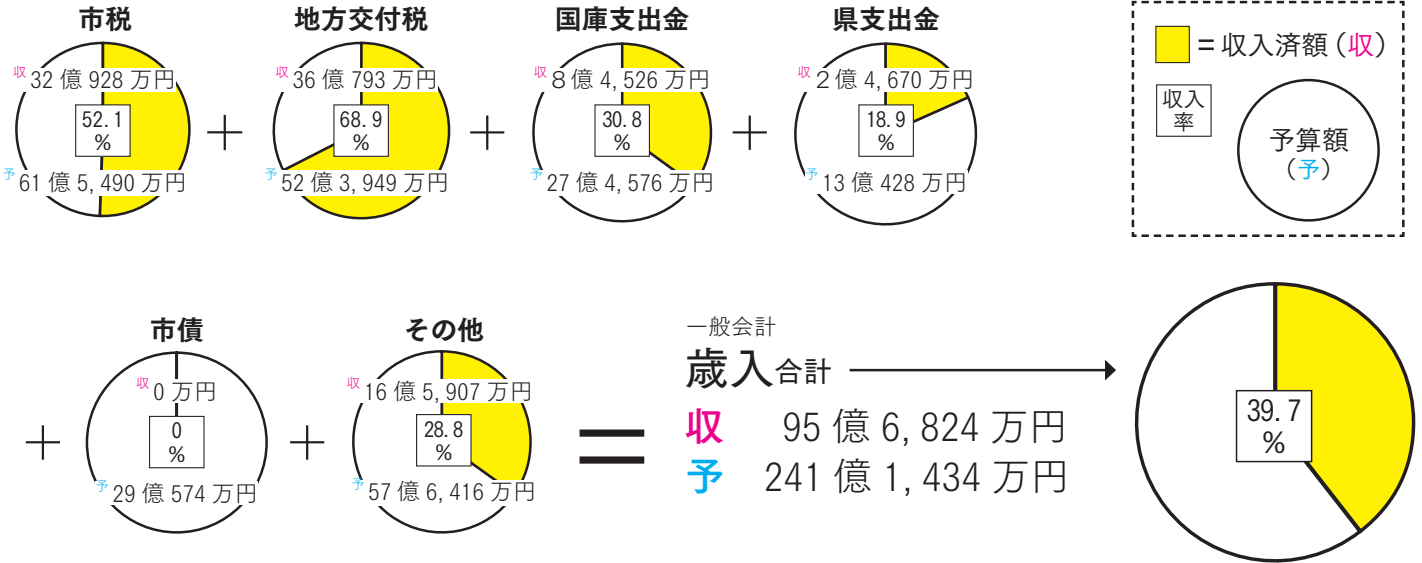 市税
収 32 億 928 万円
52.1
%
予 61 億 5,490 万円
+
地方交付税
収 36 億 793 万円
68.9
%
予 52 億 3,949 万円
+
国庫支出金
収 8 億 4,526 万円
30.8
%
予 27 億 4,576 万円
+
県支出金
収 2 億 4,670 万円
18.9
%
予 13 億 428 万円
=収入済額(収)
収入
率
予算額
(予)
+
市債
収 0 万円
0
%
予 29 億 574 万円
+
その他
収 16 億 5,907 万円
28.8
%
予 57 億 6,416 万円
=
一般会計
歳入合計
収 95 億 6,824 万円
予 241 億 1,434 万円
39.7
%